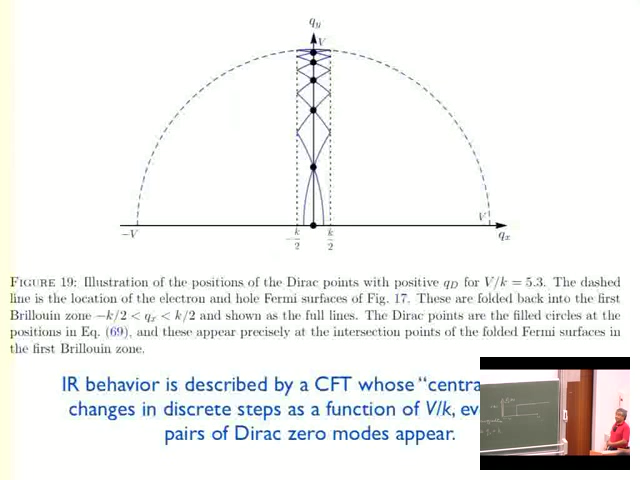 q_y
V
−V
−k/2
k/2
V
q_x
FIGURE 19: Illustration of the positions of the Dirac points with positive q_D for V/k = 5.3. The dashed
line is the location of the electron and hole Fermi surfaces of Fig. 17. These are folded back into the first
Brillouin zone −k/2 < q_x < k/2 and shown as the full lines. The Dirac points are the filled circles at the
positions in Eq. (69), and these appear precisely at the intersection points of the folded Fermi surfaces in
the first Brillouin zone.
IR behavior is described by a CFT whose “centra
changes in discrete steps as a function of V/k, ev
pairs of Dirac zero modes appear.